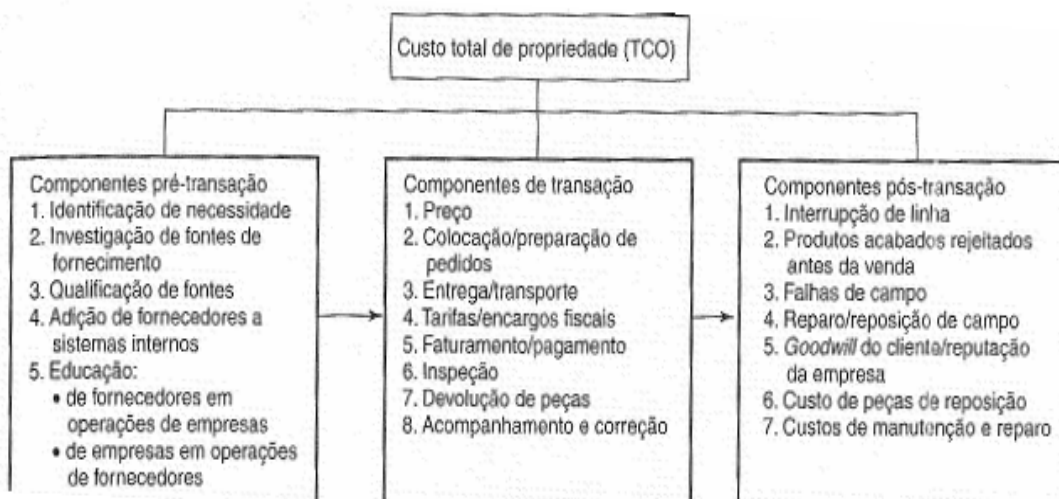 Custo total de propriedade (TCO)
Componentes pré-transação
1. Identificação de necessidade
2. Investigação de fontes de
fornecimento
3. Qualificação de fontes
4. Adição de fornecedores a
sistemas internos
5. Educação:
• de fornecedores em
operações de empresas
• de empresas em operações
de fornecedores
Componentes de transação
1. Preço
2. Colocação/preparação de
pedidos
3. Entrega/transporte
4. Tarifas/encargos fiscais
5. Faturamento/pagamento
6. Inspeção
7. Devolução de peças
8. Acompanhamento e correção
Componentes pós-transação
1. Interrupção de linha
2. Produtos acabados rejeitados
antes da venda
3. Falhas de campo
4. Reparo/reposição de campo
5. Goodwill do cliente/reputação
da empresa
6. Custo de peças de reposição
7. Custos de manutenção e reparo